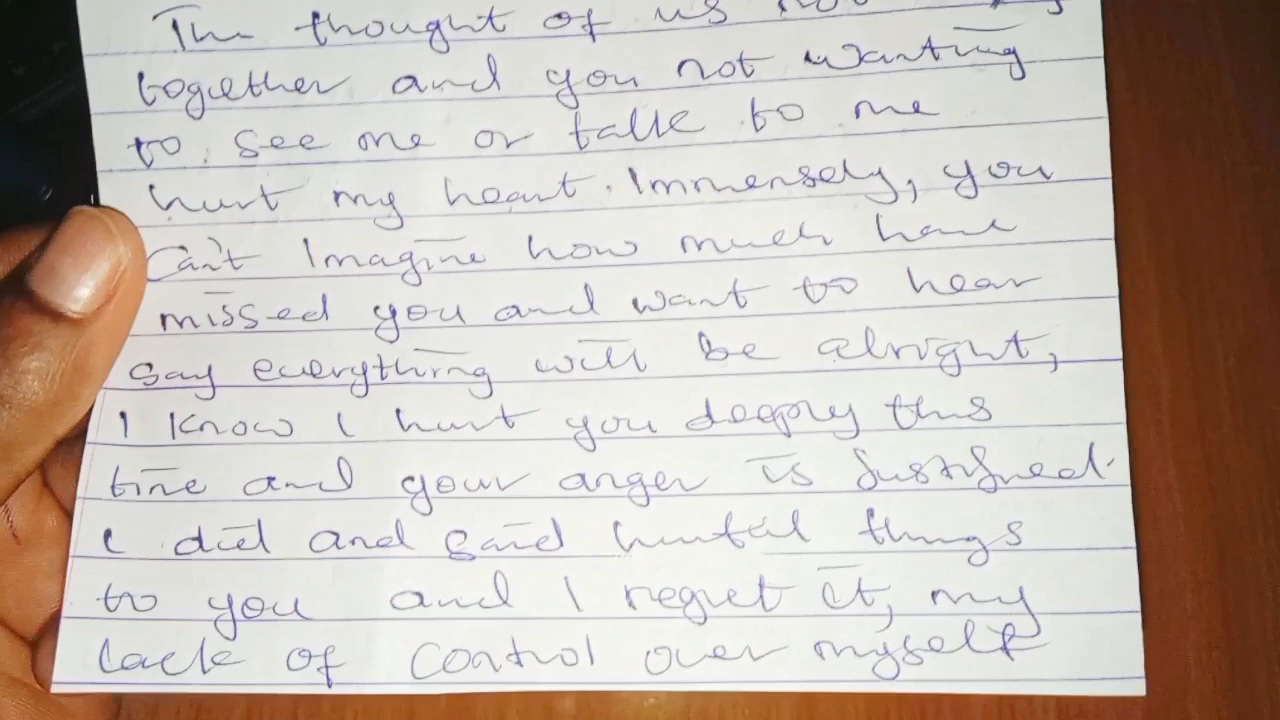 The thought of us not
together and you not wanting
to see me or talk to me
hurt my heart. Immensely, you
Can't Imagine how much have
missed you and want to hear
say everything will be alright,
I know I hurt you deeply this
time and your anger is Justified.
I did and said hurtful things
to you and I regret it, my
lack of control over myself